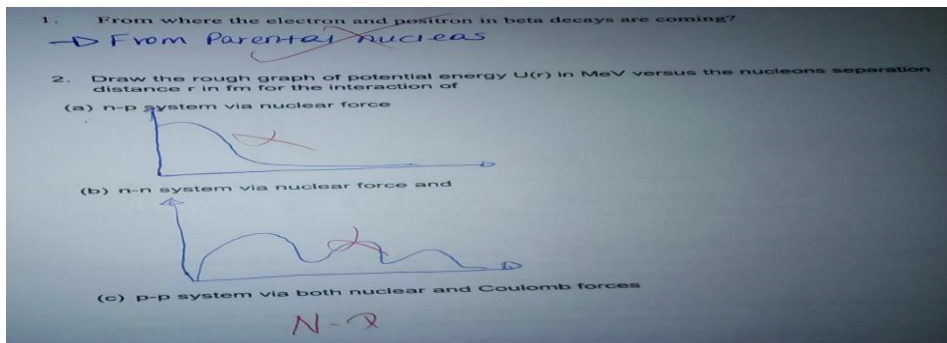 1. From where the electron and positron in beta decays are coming?
→ From Parental nucleas
2. Draw the rough graph of potential energy U(r) in MeV versus the nucleons separation
distance r in fm for the interaction of
(a) n-p system via nuclear force
(b) n-n system via nuclear force and
(c) p-p system via both nuclear and Coulomb forces